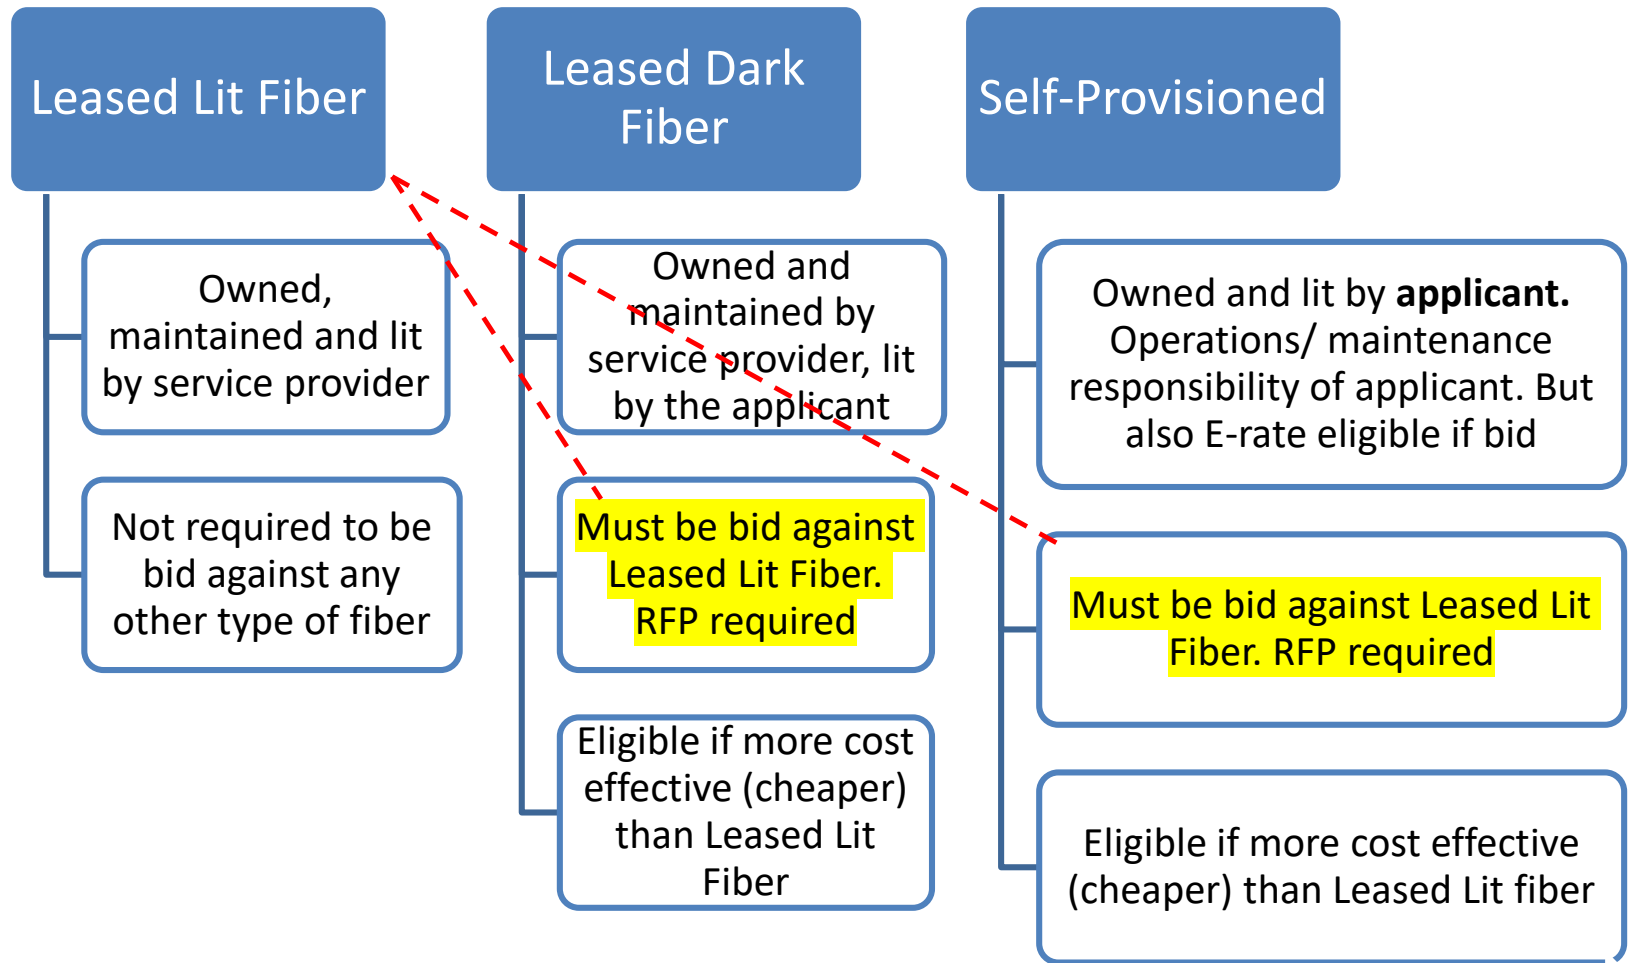 Leased Lit Fiber
Owned,
maintained and lit
by service provider
Not required to be
bid against any
other type of fiber
Leased Dark
Fiber
Owned and
maintained by
service provider, lit
by the applicant
Must be bid against
Leased Lit Fiber.
RFP required
Eligible if more cost
effective (cheaper)
than Leased Lit
Fiber
Self-Provisioned
Owned and lit by applicant.
Operations/ maintenance
responsibility of applicant. But
also E-rate eligible if bid
Must be bid against Leased Lit
Fiber. RFP required
Eligible if more cost effective
(cheaper) than Leased Lit fiber